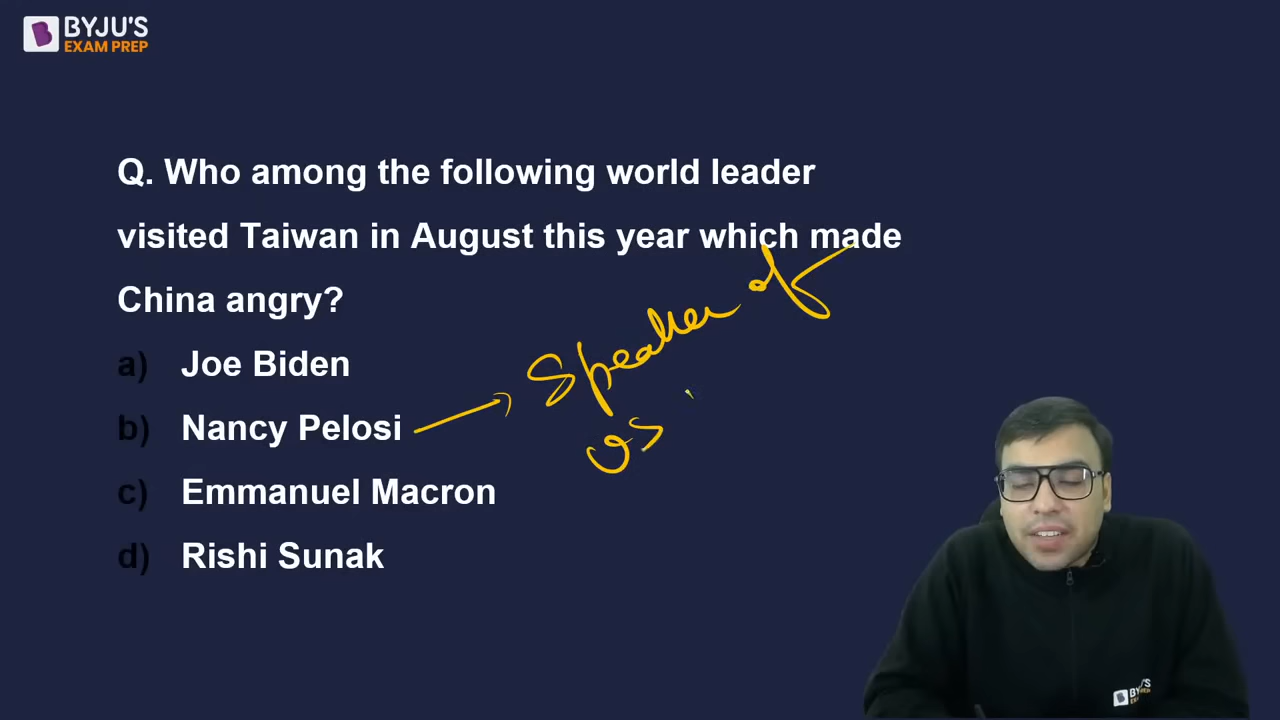 BYJU'S
EXAM PREP
Q. Who among the following world leader
visited Taiwan in August this year which made
China angry?
a) Joe Biden
b) Nancy Pelosi
c) Emmanuel Macron
d) Rishi Sunak
Speaker of
US
BYJU'S